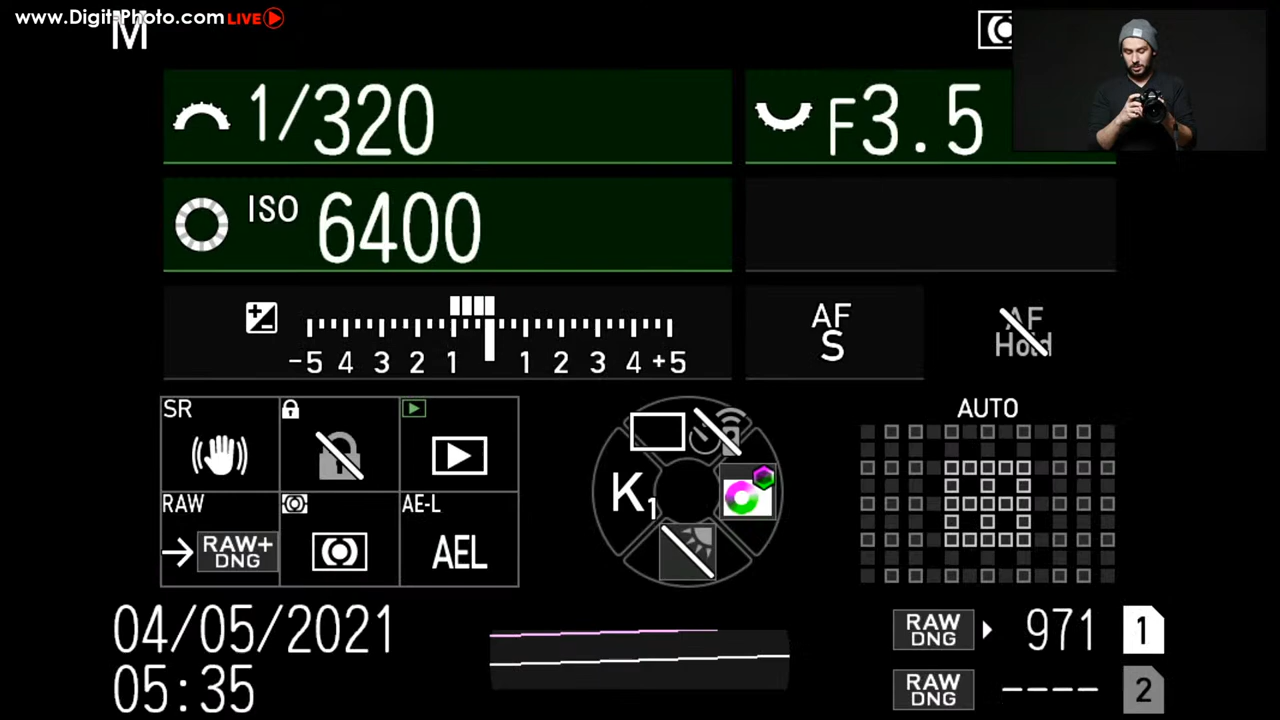 www.Digit-Photo.com LIVE
M
1/320
F3.5
ISO 6400
-5 4 3 2 1 1 2 3 4 +5
AF
S
AF
Hold
SR
RAW
RAW+
DNG
AE-L
AEL
K1
AUTO
04/05/2021
05:35
RAW
DNG
971
1
RAW
DNG
----
2